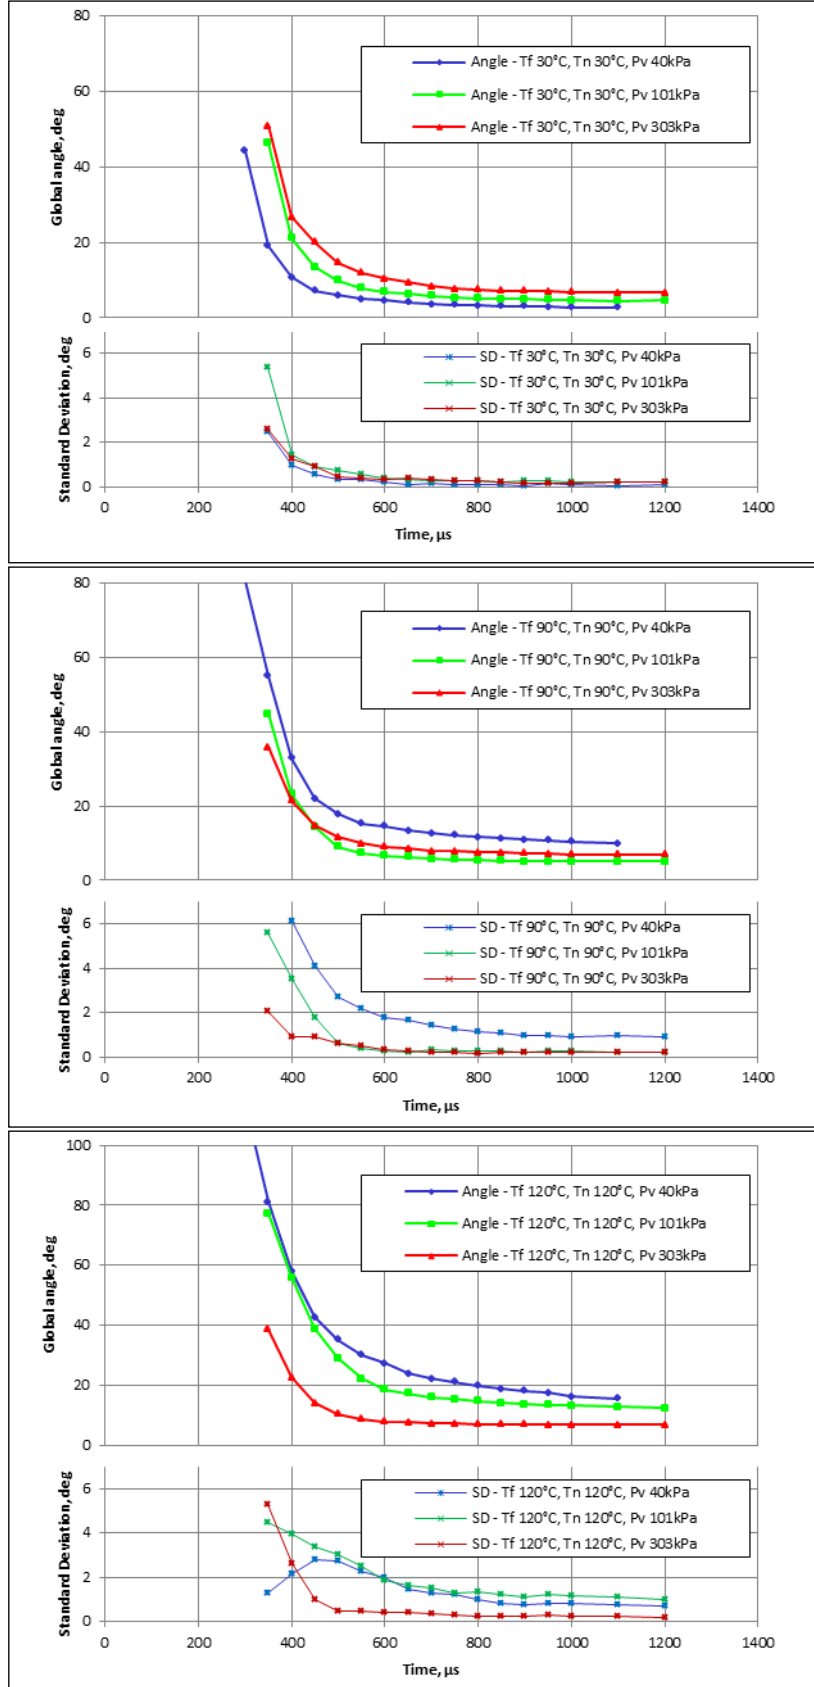 80
60
40
20
0
Global angle, deg
Angle - Tf 30°C, Tn 30°C, Pv 40kPa
Angle - Tf 30°C, Tn 30°C, Pv 101kPa
Angle - Tf 30°C, Tn 30°C, Pv 303kPa
6
4
2
0
Standard Deviation, deg
SD - Tf 30°C, Tn 30°C, Pv 40kPa
SD - Tf 30°C, Tn 30°C, Pv 101kPa
SD - Tf 30°C, Tn 30°C, Pv 303kPa
0 200 400 600 800 1000 1200 1400
Time, µs
80
60
40
20
0
Global angle, deg
Angle - Tf 90°C, Tn 90°C, Pv 40kPa
Angle - Tf 90°C, Tn 90°C, Pv 101kPa
Angle - Tf 90°C, Tn 90°C, Pv 303kPa
6
4
2
0
Standard Deviation, deg
SD - Tf 90°C, Tn 90°C, Pv 40kPa
SD - Tf 90°C, Tn 90°C, Pv 101kPa
SD - Tf 90°C, Tn 90°C, Pv 303kPa
0 200 400 600 800 1000 1200 1400
Time, µs
100
80
60
40
20
0
Global angle, deg
Angle - Tf 120°C, Tn 120°C, Pv 40kPa
Angle - Tf 120°C, Tn 120°C, Pv 101kPa
Angle - Tf 120°C, Tn 120°C, Pv 303kPa
6
4
2
0
Standard Deviation, deg
SD - Tf 120°C, Tn 120°C, Pv 40kPa
SD - Tf 120°C, Tn 120°C, Pv 101kPa
SD - Tf 120°C, Tn 120°C, Pv 303kPa
0 200 400 600 800 1000 1200 1400
Time, µs